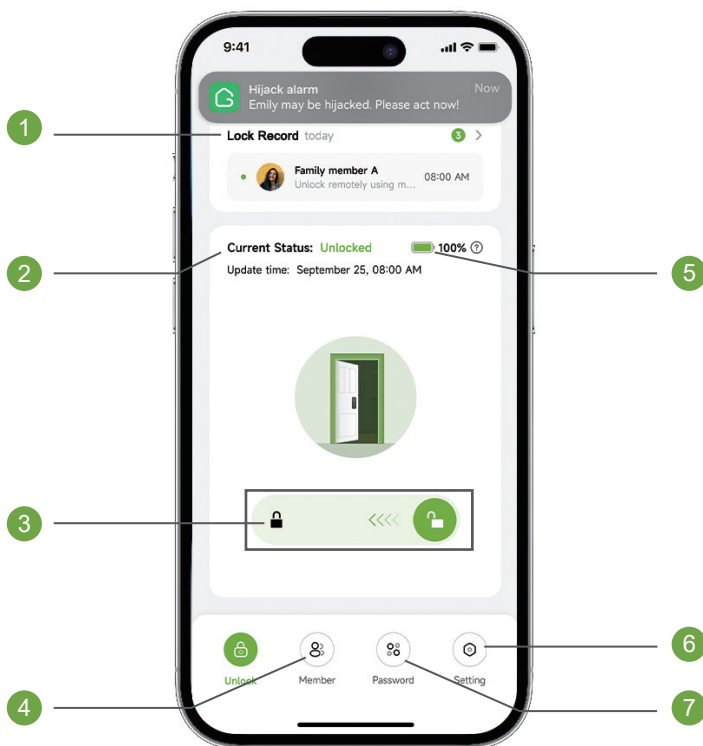 9:41
Hijack alarm
Now
Emily may be hijacked. Please act now!
1
Lock Record today
3
Family member A
08:00 AM
Unlock remotely using m...
Current Status: Unlocked
100%
?
2
5
Update time: September 25, 08:00 AM
3
6
Unlock
Member
Password
Setting
4
7